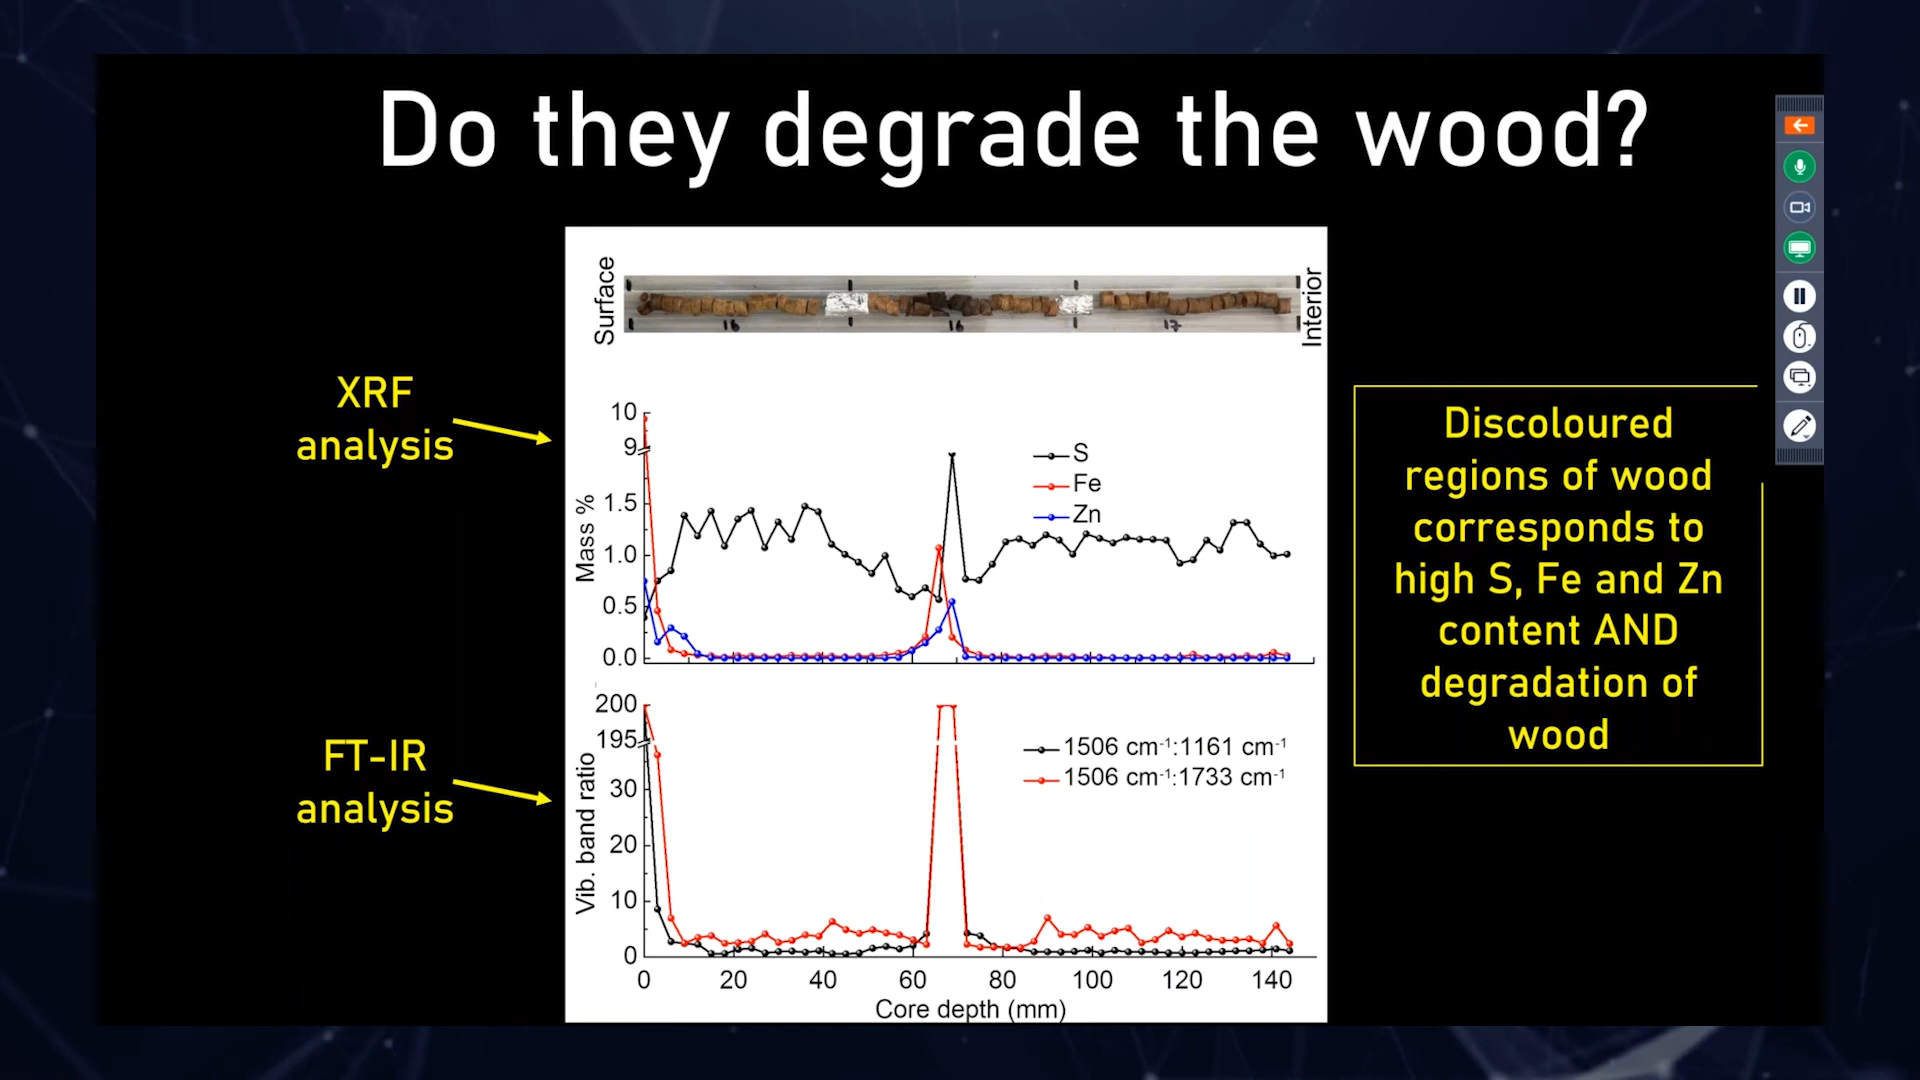 Do they degrade the wood?
Surface
Interior
16
16
17
XRF
analysis
10
9
1.5
1.0
0.5
0.0
Mass %
S
Fe
Zn
Discoloured
regions of wood
corresponds to
high S, Fe and Zn
content AND
degradation of
wood
FT-IR
analysis
200
195
30
20
10
0
Vib. band ratio
1506 cm⁻¹:1161 cm⁻¹
1506 cm⁻¹:1733 cm⁻¹
0 20 40 60 80 100 120 140
Core depth (mm)